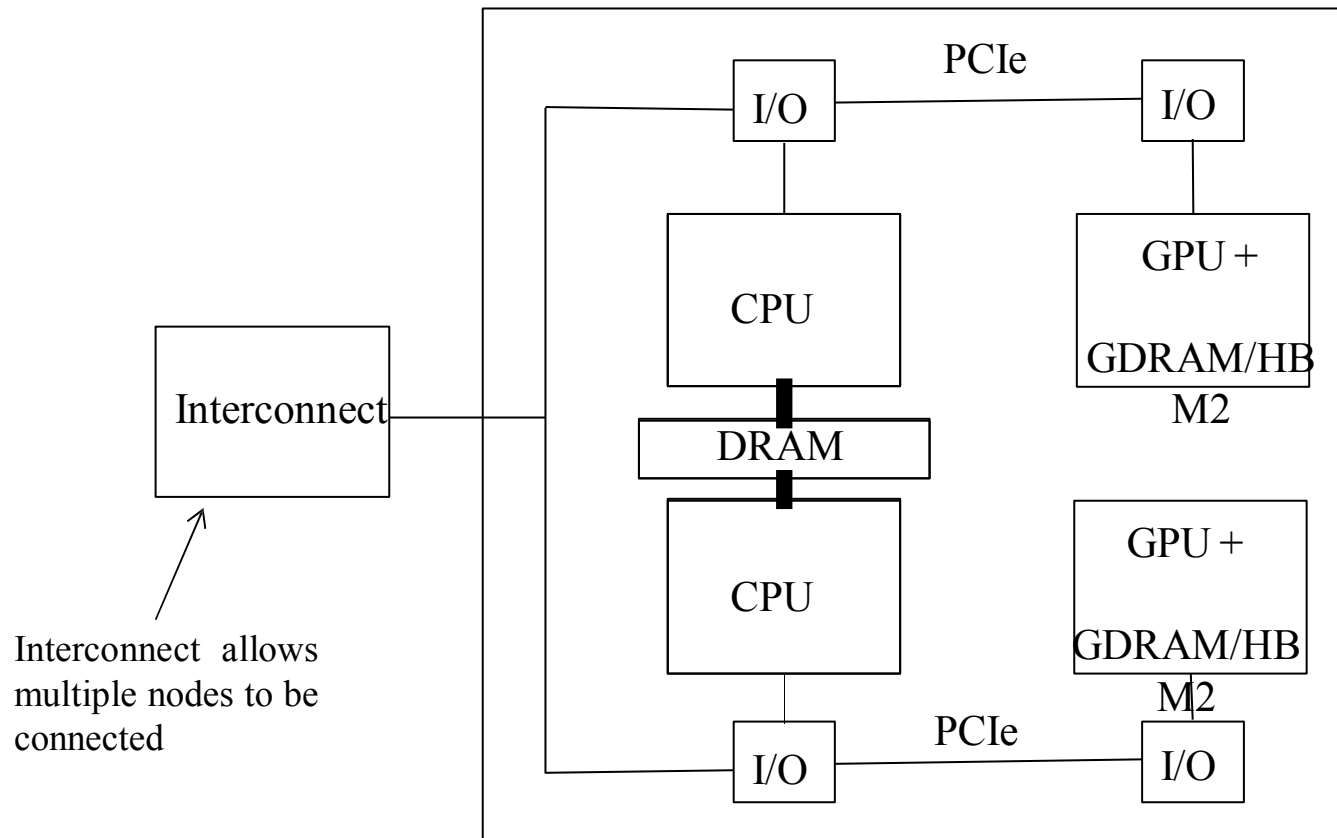 PCIe
I/O
I/O
CPU
GPU +
GDRAM/HB
M2
Interconnect
DRAM
CPU
GPU +
GDRAM/HB
M2
Interconnect allows
multiple nodes to be
connected
PCIe
I/O
I/O